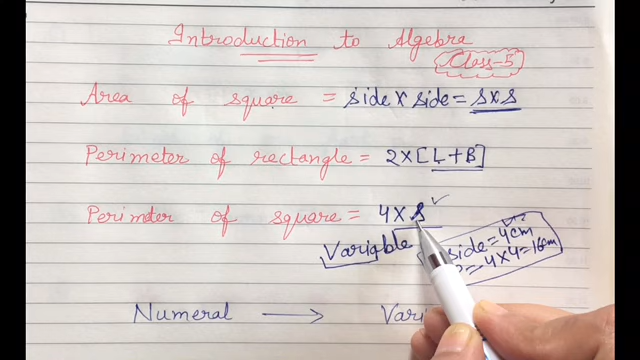 Introduction to Algebra
Class-5
Area of square = side × side = s×s
Perimeter of rectangle = 2×[L+B]
Perimeter of square = 4×s ✓
Variable
side = 4cm
= 4×4=16cm
Numeral →